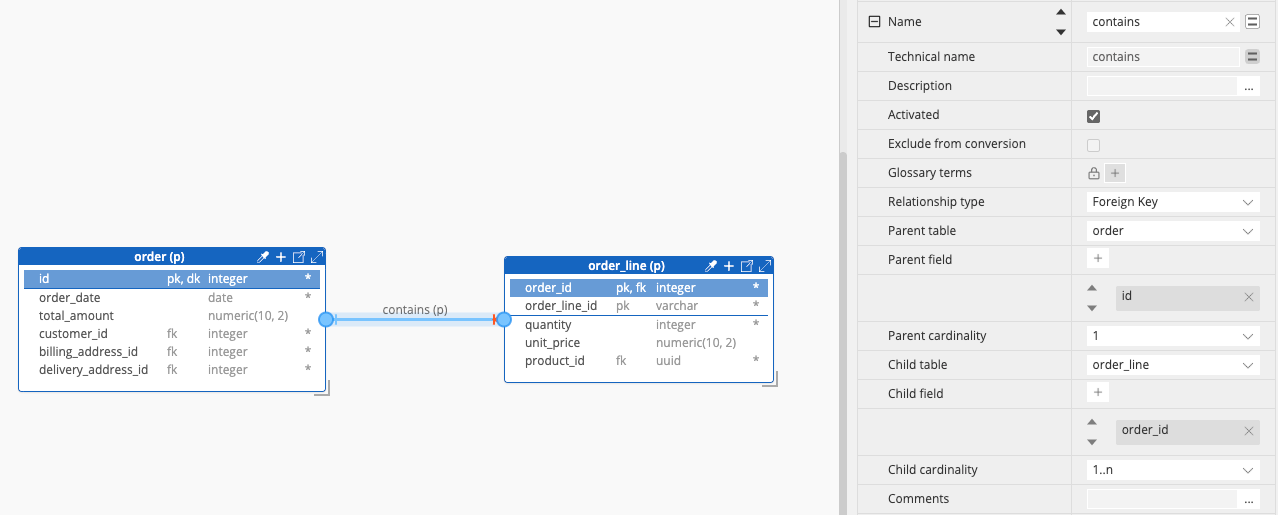 order (p)
id pk, dk integer *
order_date date *
total_amount numeric(10, 2)
customer_id fk integer *
billing_address_id fk integer *
delivery_address_id fk integer *
contains (p)
order_line (p)
order_id pk, fk integer *
order_line_id pk varchar *
quantity integer *
unit_price numeric(10, 2)
product_id fk uuid *
Name contains
Technical name contains
Description ...
Activated
Exclude from conversion
Glossary terms +
Relationship type Foreign Key
Parent table order
Parent field +
id
Parent cardinality 1
Child table order_line
Child field +
order_id
Child cardinality 1..n
Comments ...